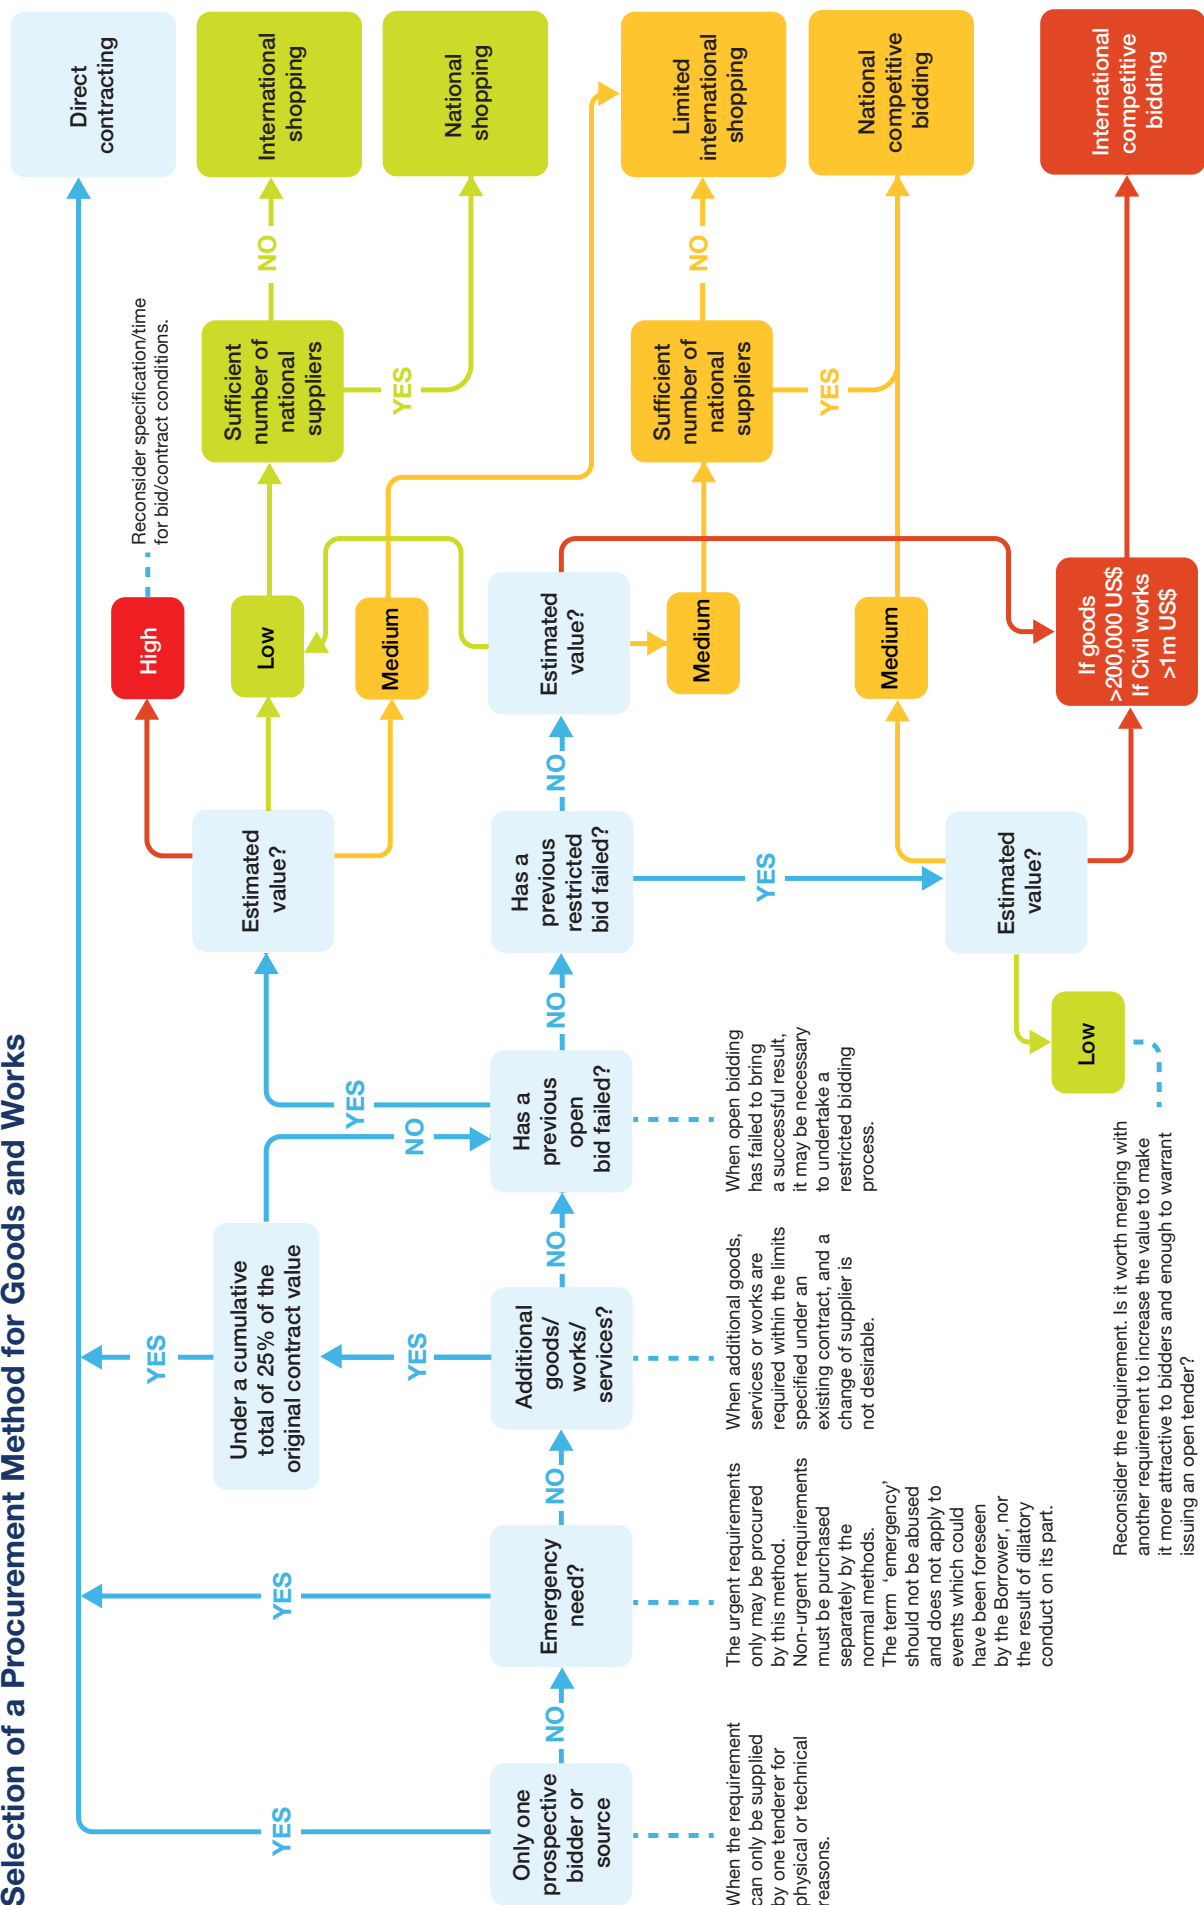 Selection of a Procurement Method for Goods and Works
Only one
prospective
bidder or
source
YES
NO
When the requirement
can only be supplied
by one tenderer for
physical or technical
reasons.
Emergency
need?
YES
NO
The urgent requirements
only may be procured
by this method.
Non-urgent requirements
must be purchased
separately by the
normal methods.
The term ‘emergency’
should not be abused
and does not apply to
events which could
have been foreseen
by the Borrower, nor
the result of dilatory
conduct on its part.
Additional
goods/
works/
services?
YES
NO
When additional goods,
services or works are
required within the limits
specified under an
existing contract, and a
change of supplier is
not desirable.
Under a cumulative
total of 25% of the
original contract value
YES
NO
Has a
previous
open
bid failed?
YES
NO
When open bidding
has failed to bring
a successful result,
it may be necessary
to undertake a
restricted bidding
process.
Has a
previous
restricted
bid failed?
NO
YES
Estimated
value?
High
Reconsider specification/time
for bid/contract conditions.
Low
Medium
Estimated
value?
Medium
Estimated
value?
Low
Reconsider the requirement. Is it worth merging with
another requirement to increase the value to make
it more attractive to bidders and enough to warrant
issuing an open tender?
Medium
If goods
>200,000 US$
If Civil works
>1m US$
Sufficient
number of
national
suppliers
NO
YES
Sufficient
number of
national
suppliers
NO
YES
Direct
contracting
International
shopping
National
shopping
Limited
international
shopping
National
competitive
bidding
International
competitive
bidding